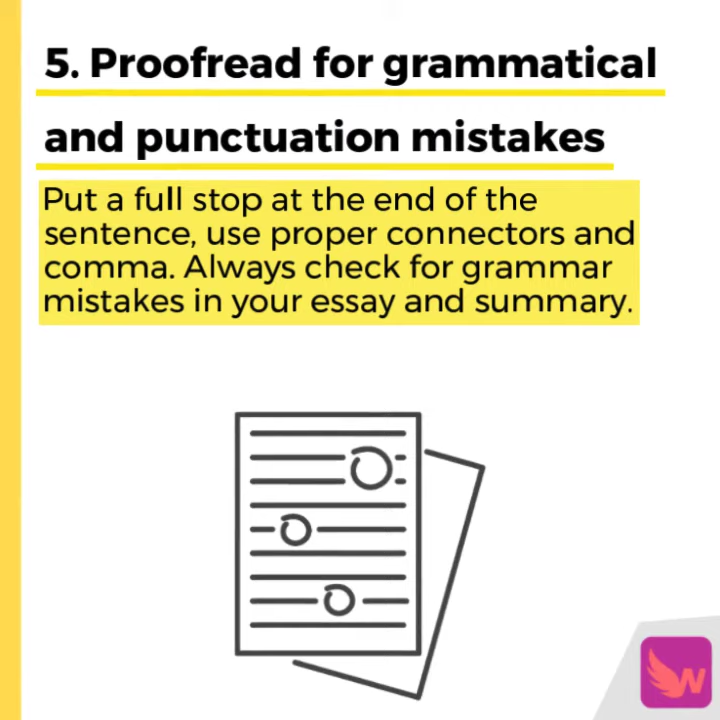 5. Proofread for grammatical
and punctuation mistakes
Put a full stop at the end of the
sentence, use proper connectors and
comma. Always check for grammar
mistakes in your essay and summary.
W